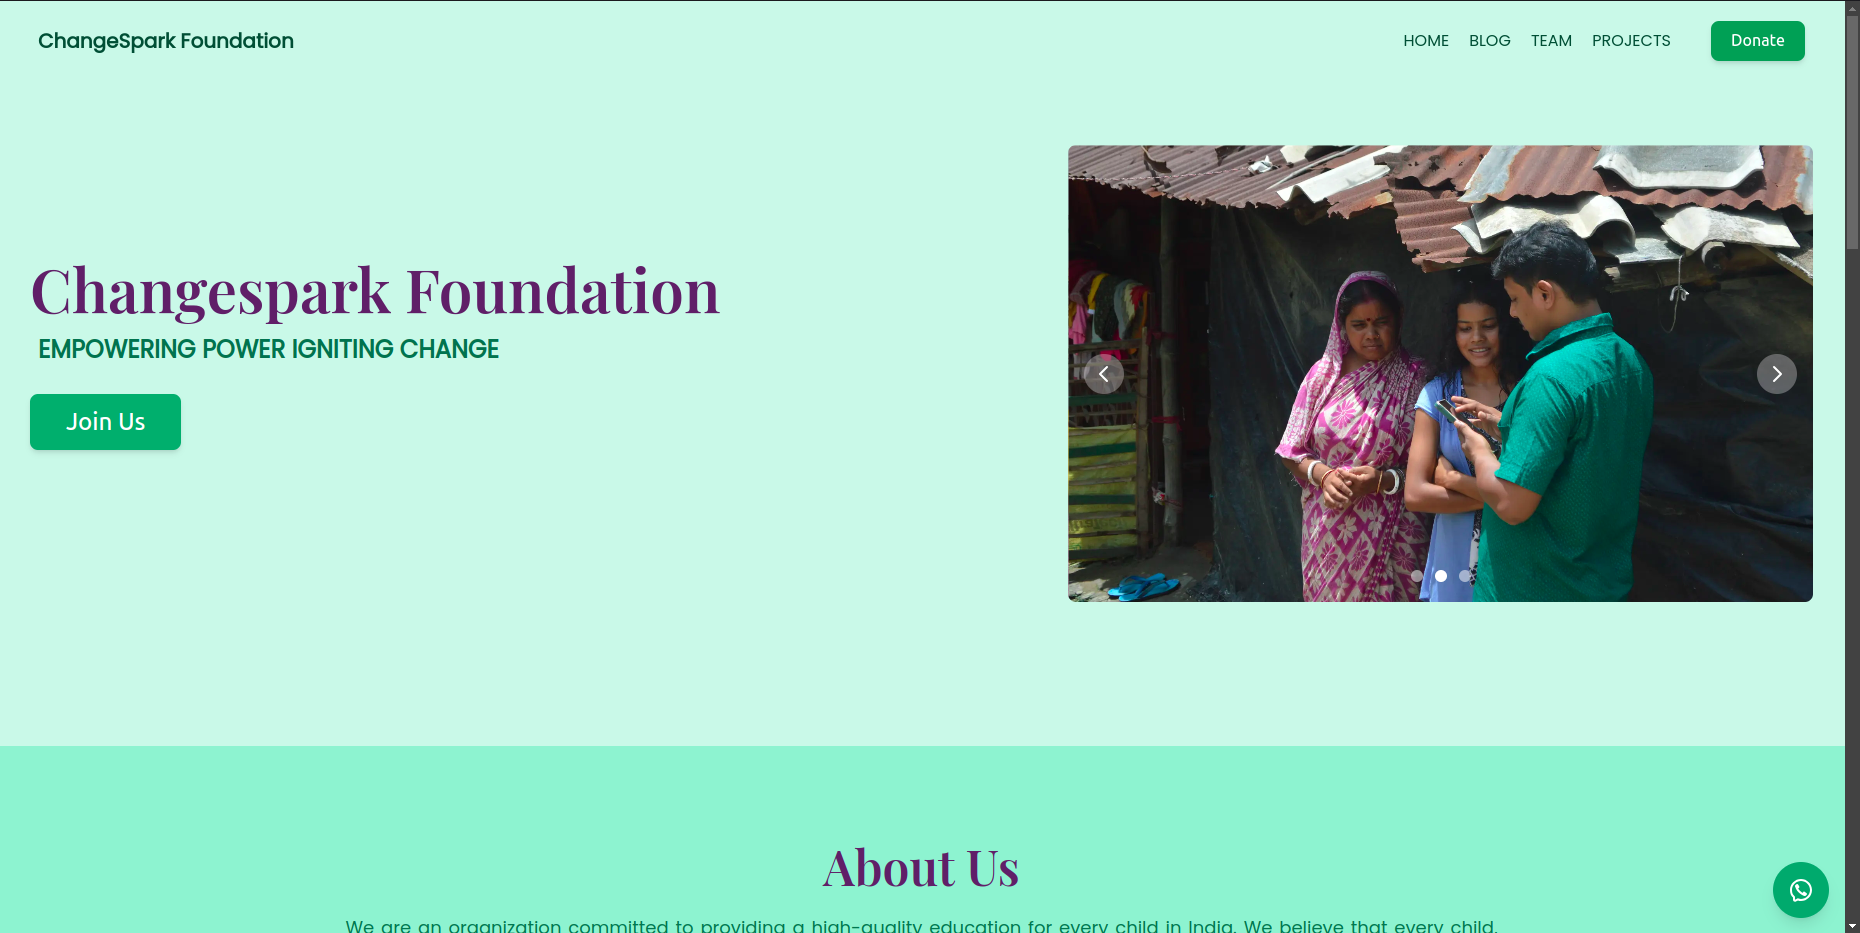 ChangeSpark Foundation
HOME BLOG TEAM PROJECTS Donate
Changespark Foundation
EMPOWERING POWER IGNITING CHANGE
Join Us
About Us
We are an organization committed to providing a high-quality education for every child in India. We believe that every child,